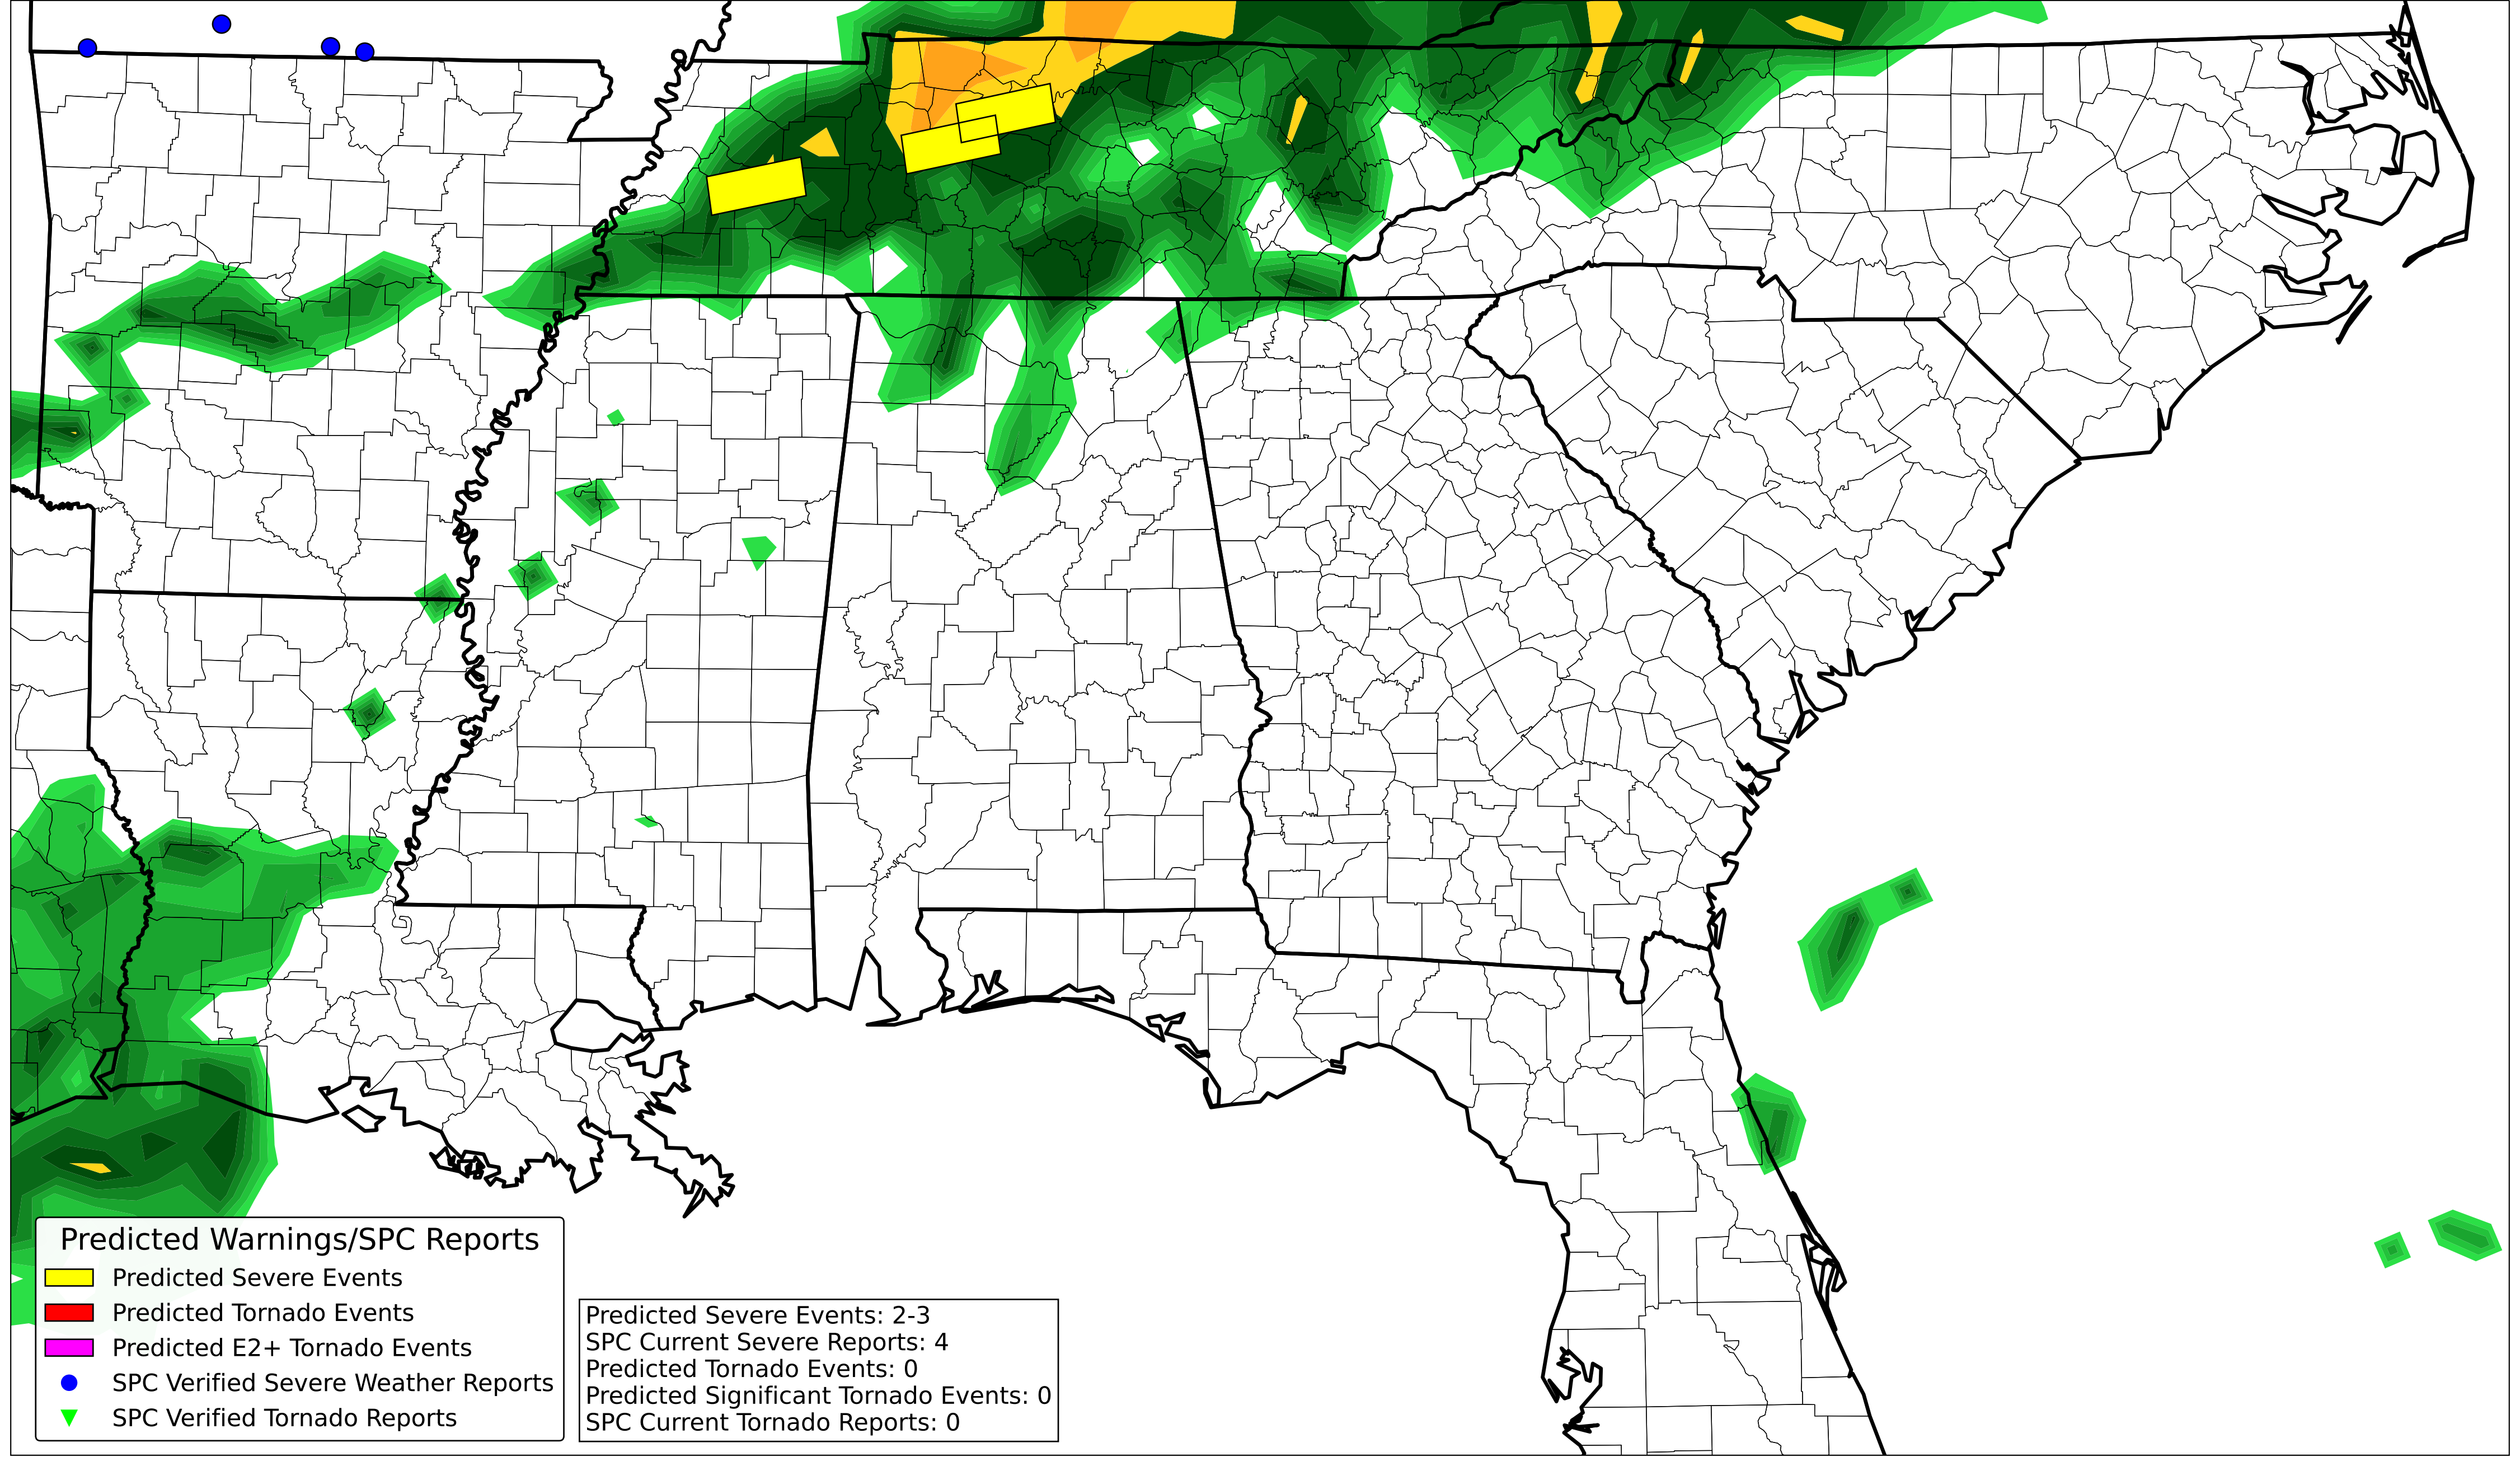 Predicted Warnings/SPC Reports
Predicted Severe Events
Predicted Tornado Events
Predicted E2+ Tornado Events
SPC Verified Severe Weather Reports
SPC Verified Tornado Reports
Predicted Severe Events: 2-3
SPC Current Severe Reports: 4
Predicted Tornado Events: 0
Predicted Significant Tornado Events: 0
SPC Current Tornado Reports: 0